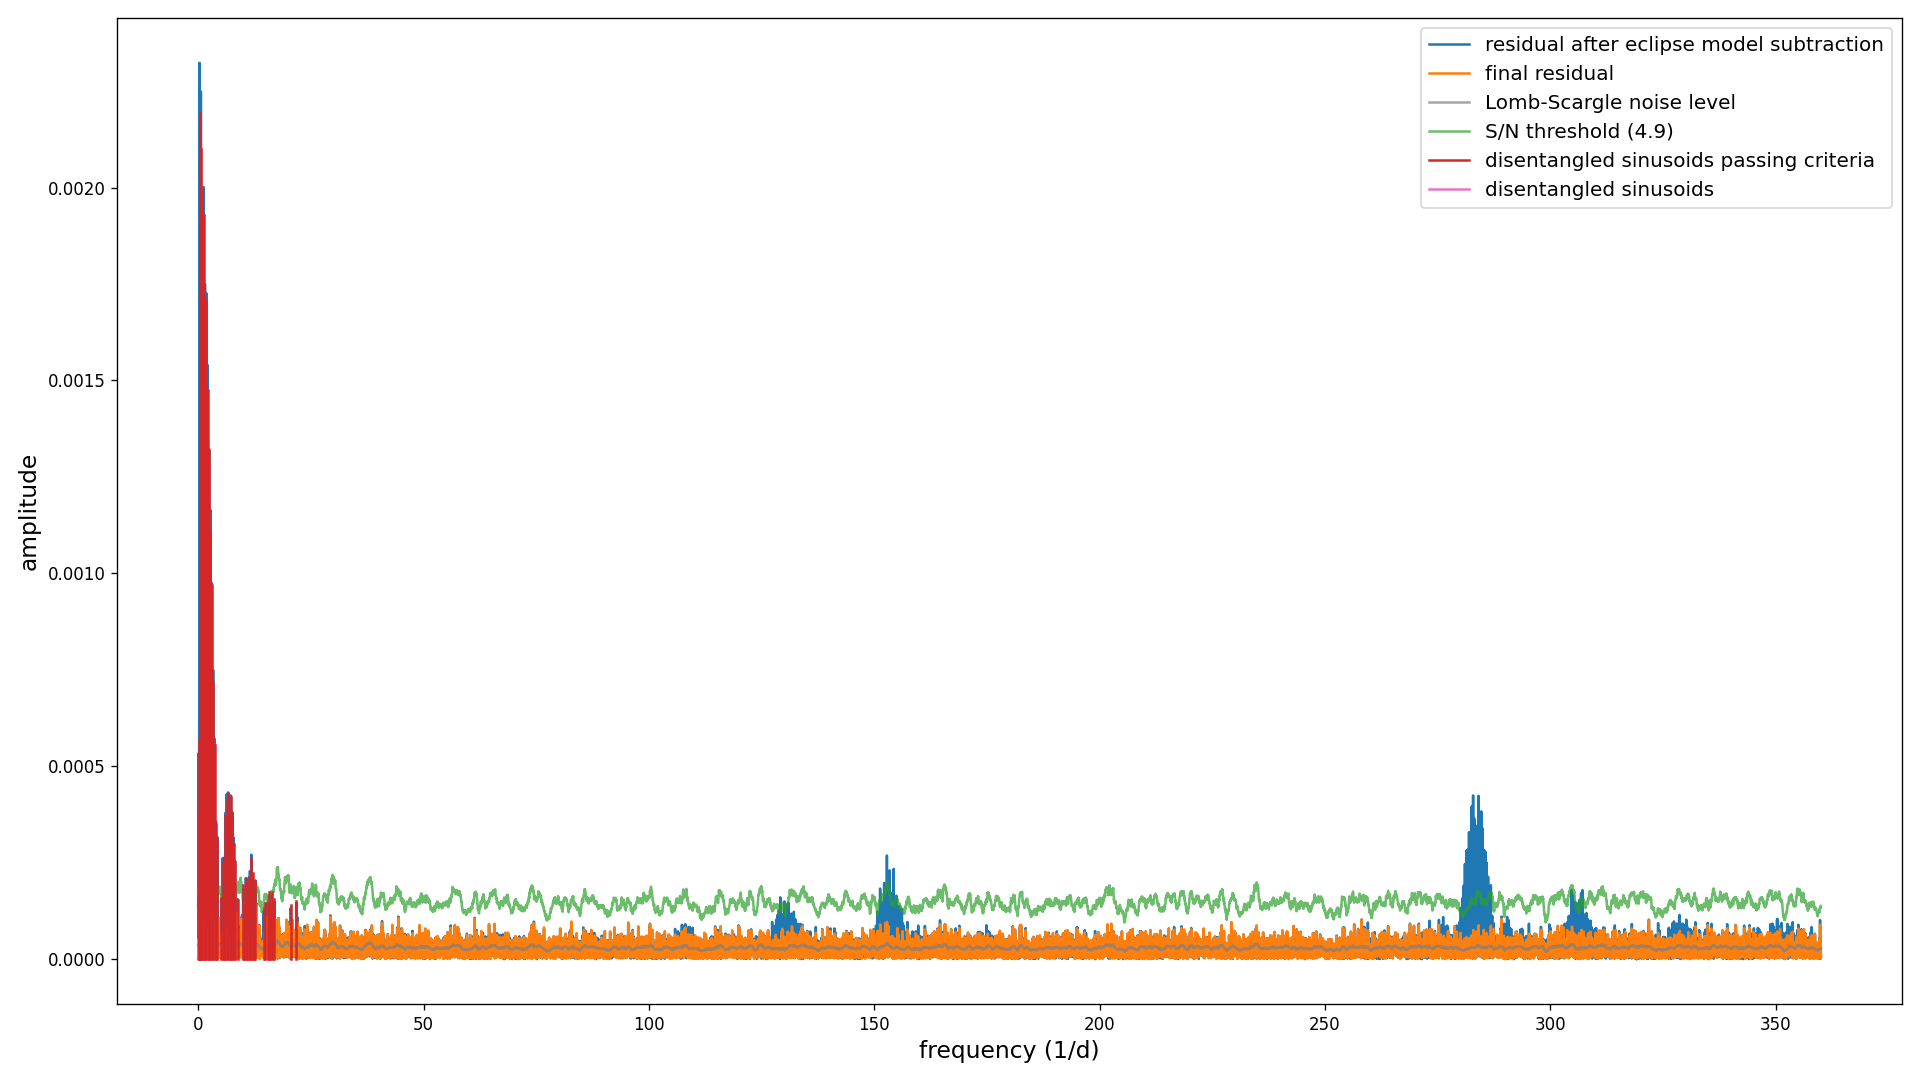 residual after eclipse model subtraction
final residual
Lomb-Scargle noise level
S/N threshold (4.9)
disentangled sinusoids passing criteria
disentangled sinusoids
0.0020
0.0015
0.0010
0.0005
0.0000
amplitude
0 50 100 150 200 250 300 350
frequency (1/d)